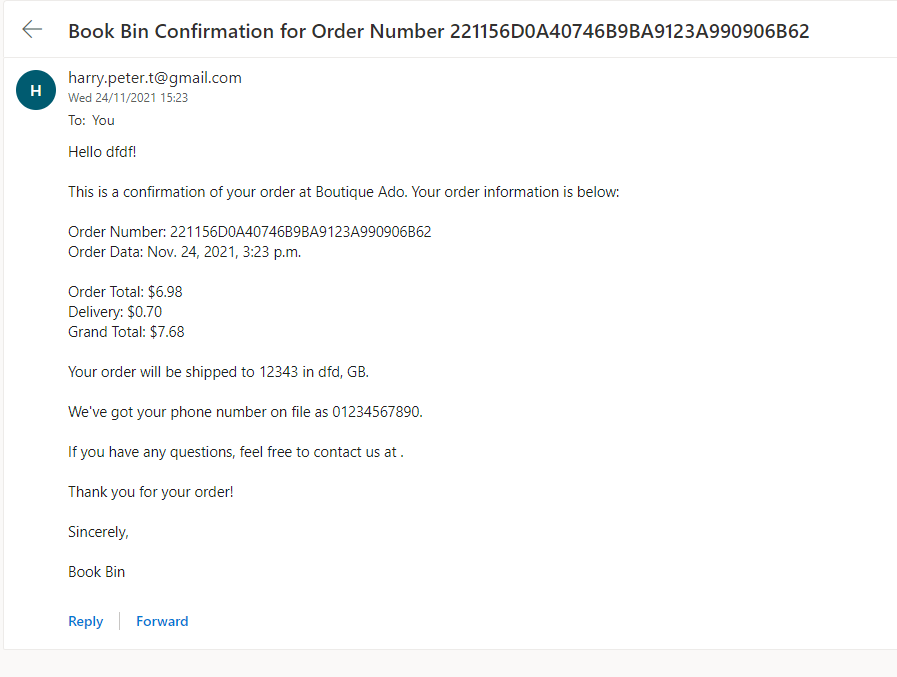 Book Bin Confirmation for Order Number 221156D0A40746B9BA9123A990906B62
H
harry.peter.t@gmail.com
Wed 24/11/2021 15:23
To: You
Hello dfdf!
This is a confirmation of your order at Boutique Ado. Your order information is below:
Order Number: 221156D0A40746B9BA9123A990906B62
Order Data: Nov. 24, 2021, 3:23 p.m.
Order Total: $6.98
Delivery: $0.70
Grand Total: $7.68
Your order will be shipped to 12343 in dfd, GB.
We've got your phone number on file as 01234567890.
If you have any questions, feel free to contact us at .
Thank you for your order!
Sincerely,
Book Bin
Reply
Forward